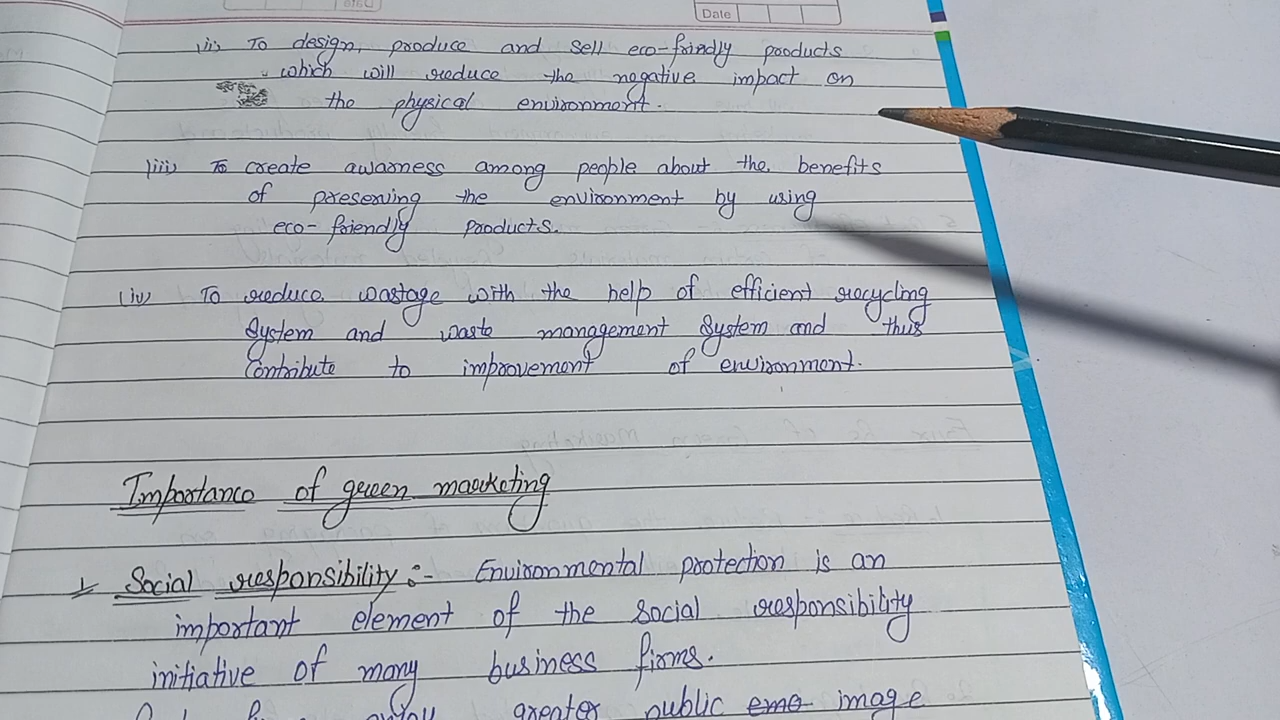 Date
(ii) To design, produce and sell eco-friendly products
which will reduce the negative impact on
the physical environment.
(iii) To create awarness among people about the benefits
of preserving the environment by using
eco-friendly products.
(iv) To reduce wastage with the help of efficient recycling
System and waste management System and thus
Contribute to improvement of environment.
Importance of green marketing
1. Social responsibility :- Environmental protection is an
important element of the social responsibility
initiative of many business firms.
greater public image